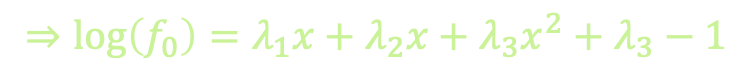 ⇒ log(f₀) = λ₁x + λ₂x + λ₃x² + λ₃ − 1